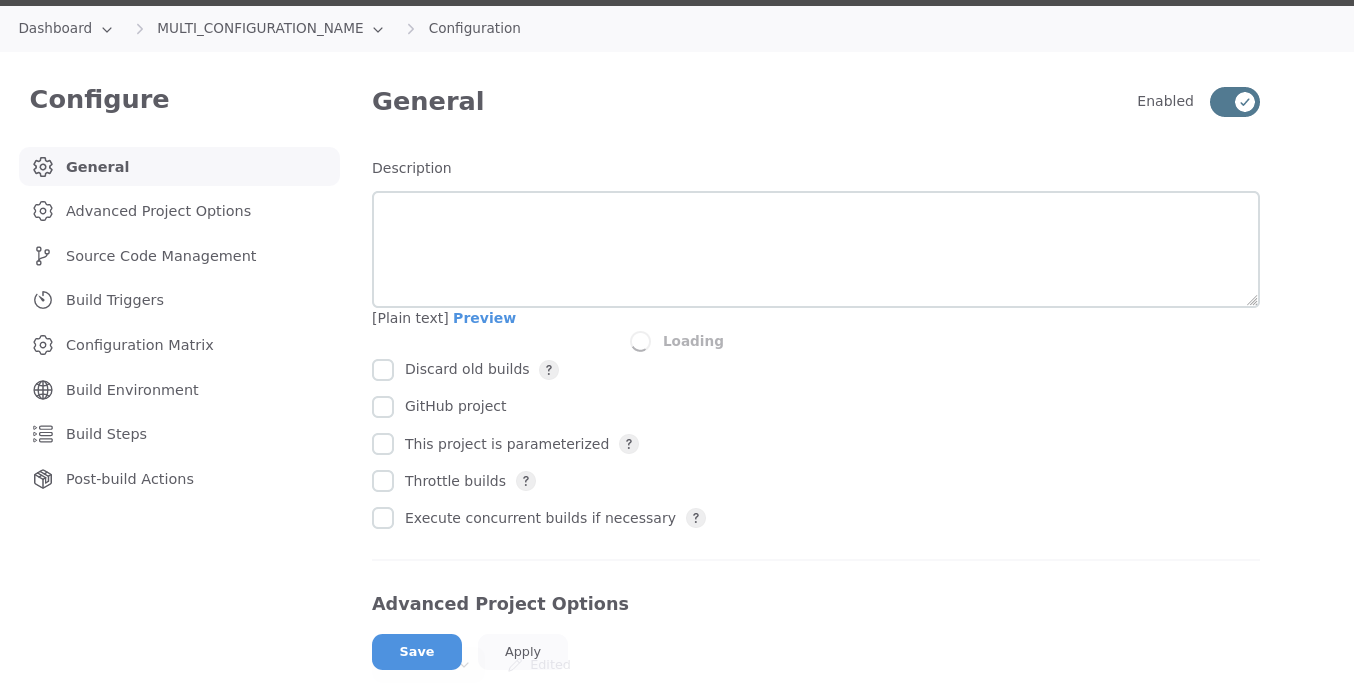 Dashboard MULTI_CONFIGURATION_NAME Configuration
Configure
General
Advanced Project Options
Source Code Management
Build Triggers
Configuration Matrix
Build Environment
Build Steps
Post-build Actions
General
Enabled
Description
[Plain text] Preview
Loading
Discard old builds ?
GitHub project
This project is parameterized ?
Throttle builds ?
Execute concurrent builds if necessary ?
Advanced Project Options
Save Apply
Edited